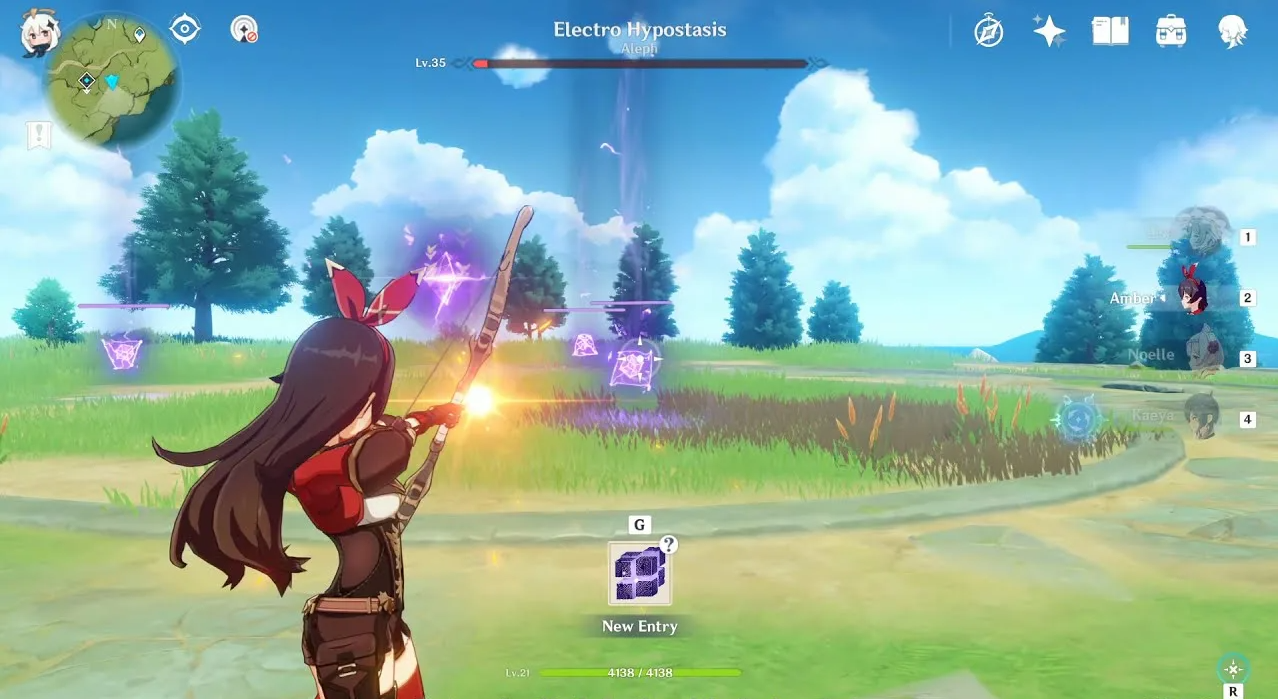 N
Electro Hypostasis
Aleph
Lv.35
1
Amber
2
Noelle
3
Kaeya
4
G
?
New Entry
Lv.21
4138 / 4138
R